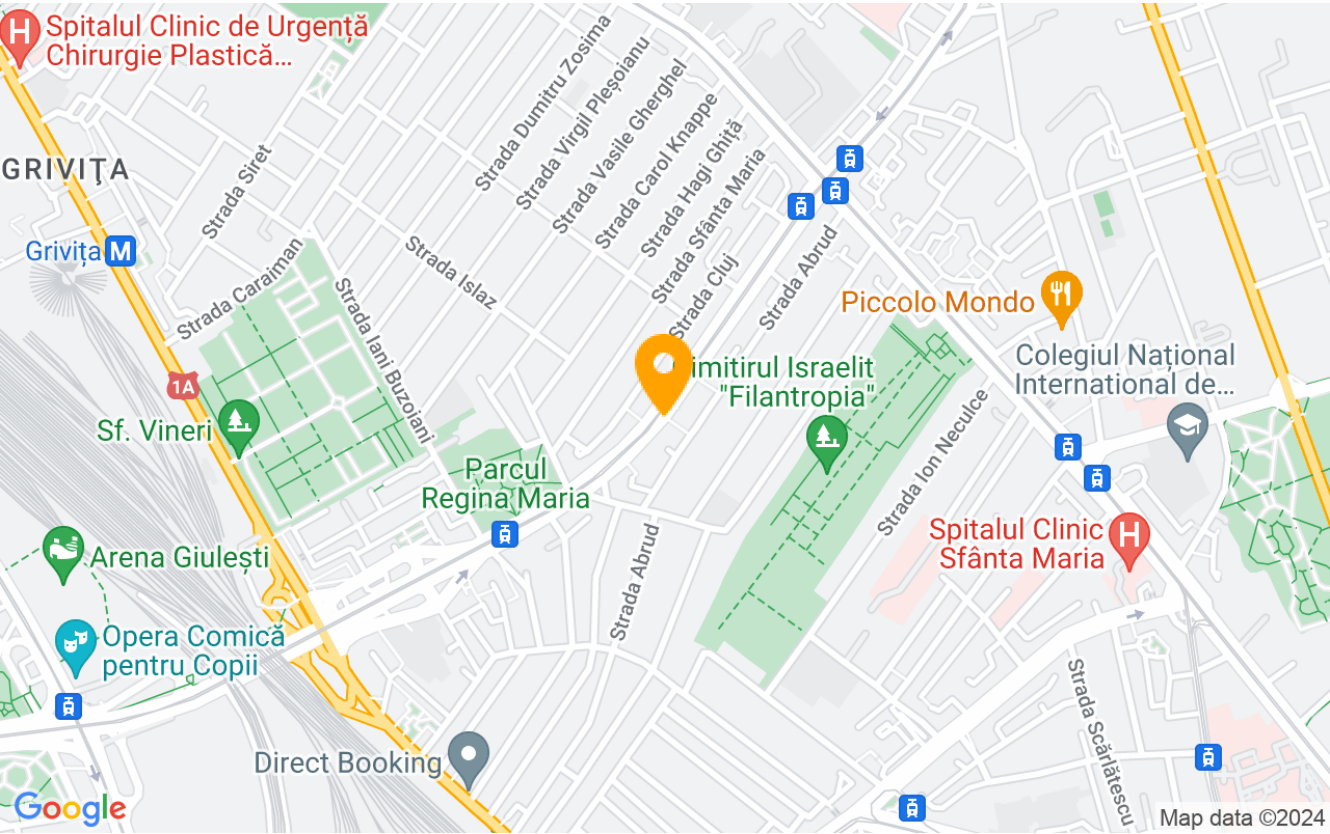 Spitalul Clinic de Urgență
Chirurgie Plastică...
GRIVIȚA
Strada Siret
Strada Dumitru Zosima
Strada Virgil Pleșoianu
Strada Vasile Gherghel
Strada Carol Knappe
Strada Hagi Ghiță
Strada Sfânta Maria
Strada Cluj
Strada Abrud
Grivița
M
Strada Caraiman
Strada Iani Buzoiani
Strada Islaz
Piccolo Mondo
1A
imitirul Israelit
"Filantropia"
Colegiul Național
International de...
Sf. Vineri
Parcul
Regina Maria
Strada Ion Neculce
Spitalul Clinic
Sfânta Maria
Arena Giulești
Strada Abrud
Opera Comică
pentru Copii
Strada Scărlătescu
Direct Booking
Google
Map data ©2024
H
H